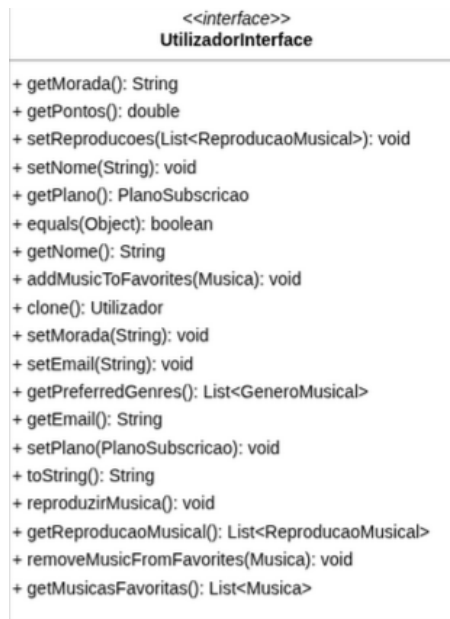 <<interface>>
UtilizadorInterface
+ getMorada(): String
+ getPontos(): double
+ setReproducoes(List<ReproducaoMusical>): void
+ setNome(String): void
+ getPlano(): PlanoSubscricao
+ equals(Object): boolean
+ getNome(): String
+ addMusicToFavorites(Musica): void
+ clone(): Utilizador
+ setMorada(String): void
+ setEmail(String): void
+ getPreferredGenres(): List<GeneroMusical>
+ getEmail(): String
+ setPlano(PlanoSubscricao): void
+ toString(): String
+ reproduzirMusica(): void
+ getReproducaoMusical(): List<ReproducaoMusical>
+ removeMusicFromFavorites(Musica): void
+ getMusicasFavoritas(): List<Musica>